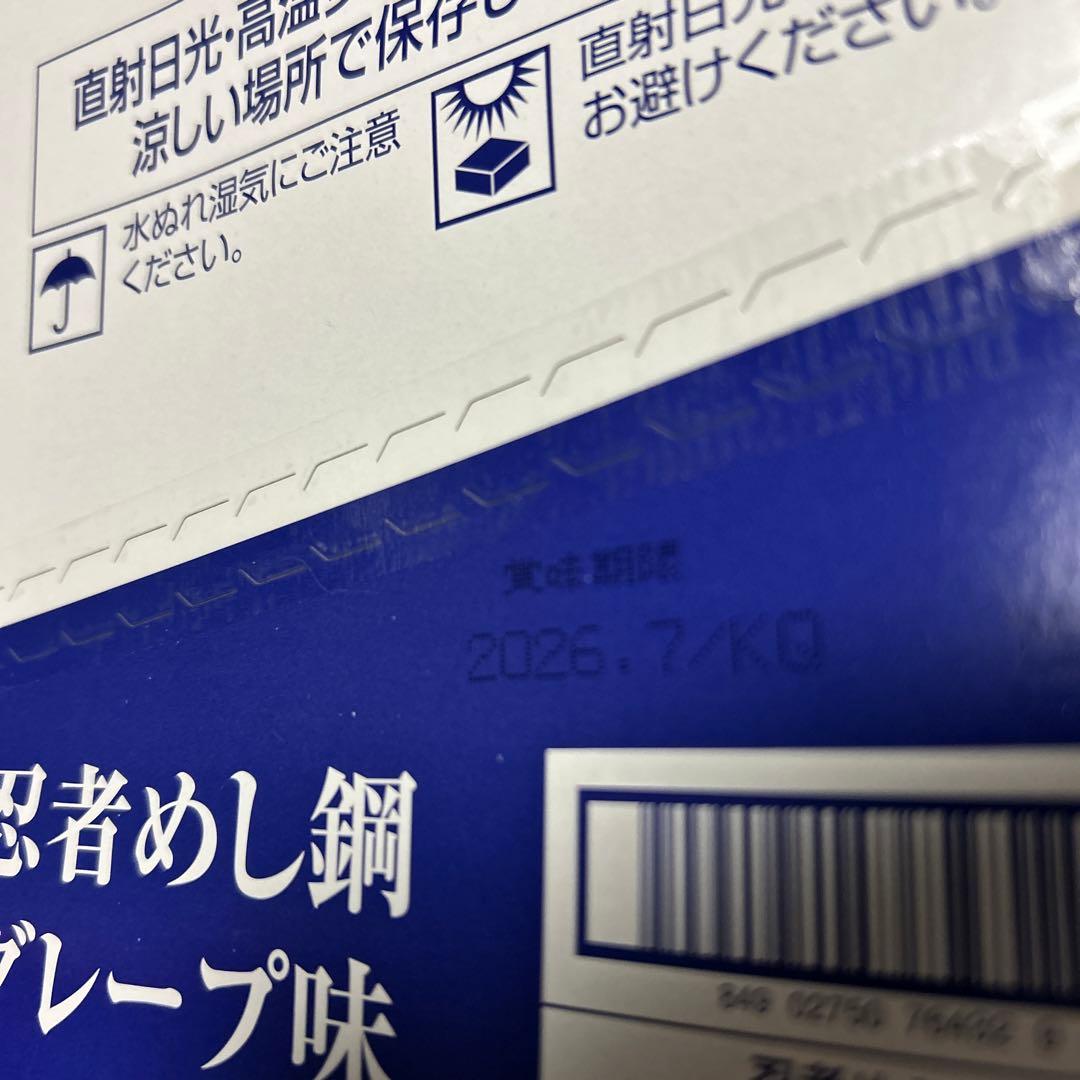 直射日光・高温
涼しい場所で保存し
水ぬれ湿気にご注意
ください。
直射日光
お避けください。
賞味期限
2026.7/KQ
忍者めし鋼
グレープ味